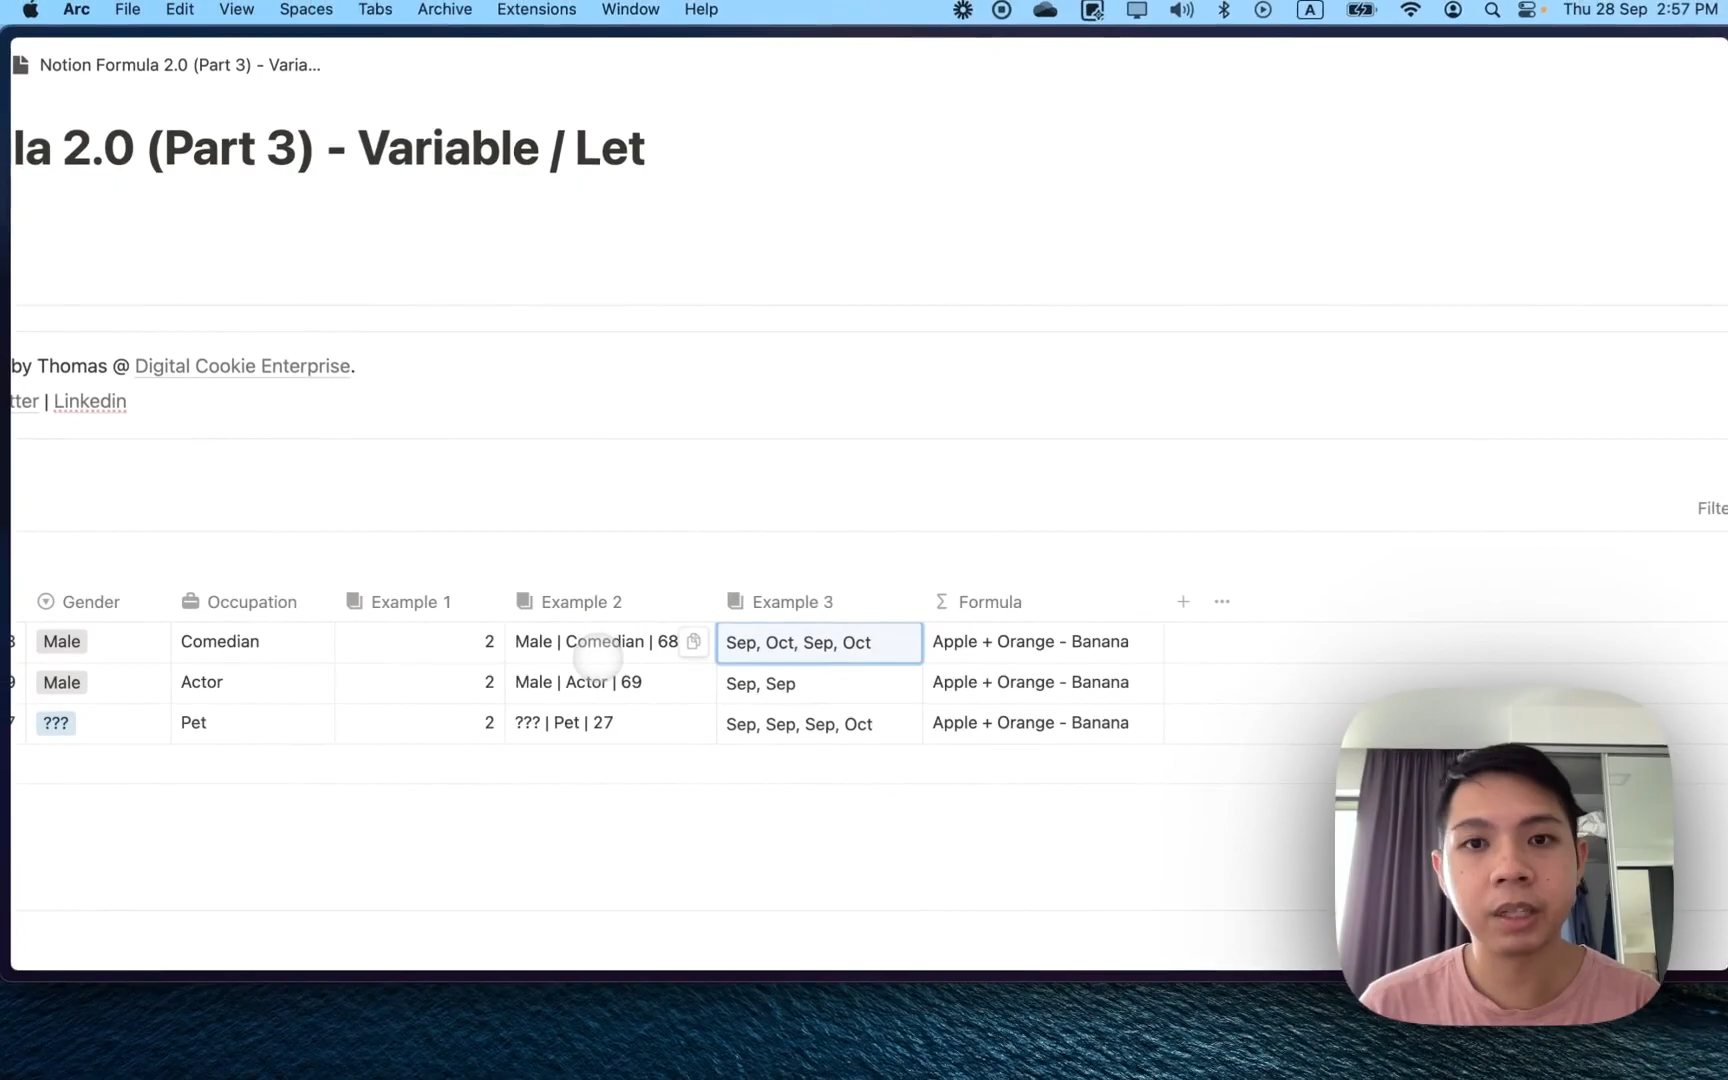 Arc File Edit View Spaces Tabs Archive Extensions Window Help A Thu 28 Sep 2:57 PM
Notion Formula 2.0 (Part 3) - Varia...
la 2.0 (Part 3) - Variable / Let
by Thomas @ Digital Cookie Enterprise.
tter | Linkedin
Filte
Gender Occupation Example 1 Example 2 Example 3 Σ Formula + ...
Male Comedian 2 Male | Comedian | 68 Sep, Oct, Sep, Oct Apple + Orange - Banana
9 Male Actor 2 Male | Actor | 69 Sep, Sep Apple + Orange - Banana
7 ??? Pet 2 ??? | Pet | 27 Sep, Sep, Sep, Oct Apple + Orange - Banana